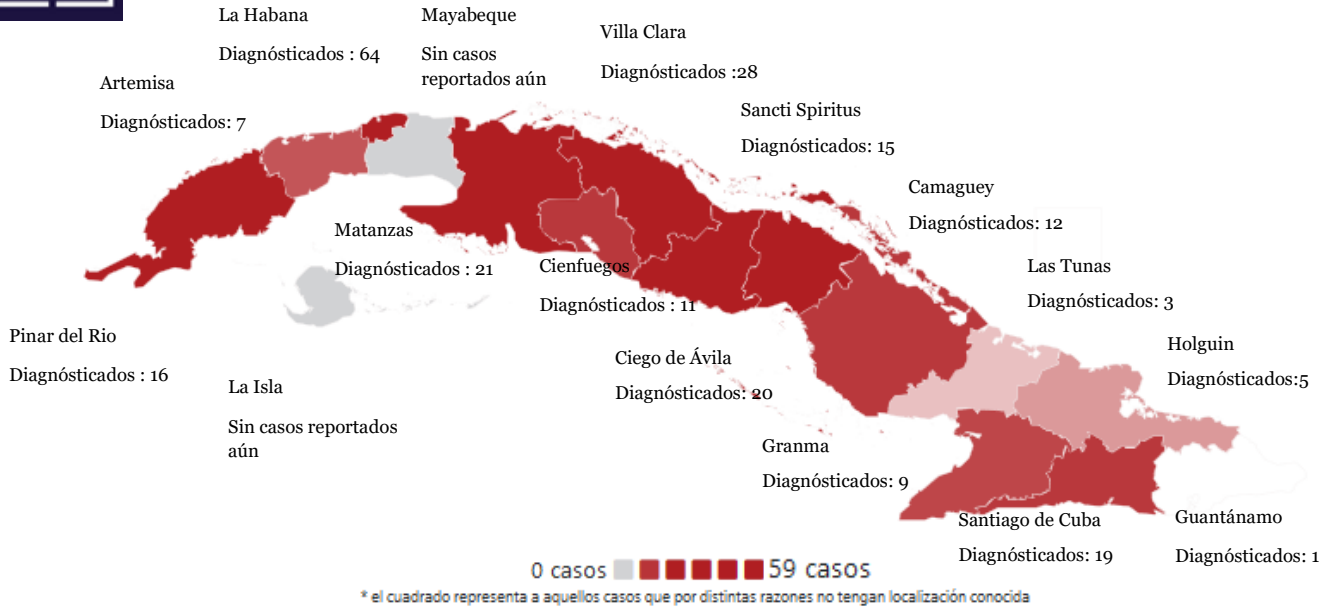 La Habana
Diagnósticados : 64
Mayabeque
Sin casos
reportados aún
Villa Clara
Diagnósticados :28
Artemisa
Diagnósticados: 7
Sancti Spiritus
Diagnósticados: 15
Camaguey
Diagnósticados: 12
Matanzas
Diagnósticados : 21
Cienfuegos
Diagnósticados : 11
Las Tunas
Diagnósticados: 3
Pinar del Rio
Diagnósticados : 16
Holguin
Diagnósticados:5
Ciego de Ávila
Diagnósticados: 20
La Isla
Sin casos reportados
aún
Granma
Diagnósticados: 9
Santiago de Cuba
Diagnósticados: 19
Guantánamo
Diagnósticados: 1
0 casos 59 casos
* el cuadrado representa a aquellos casos que por distintas razones no tengan localización conocida